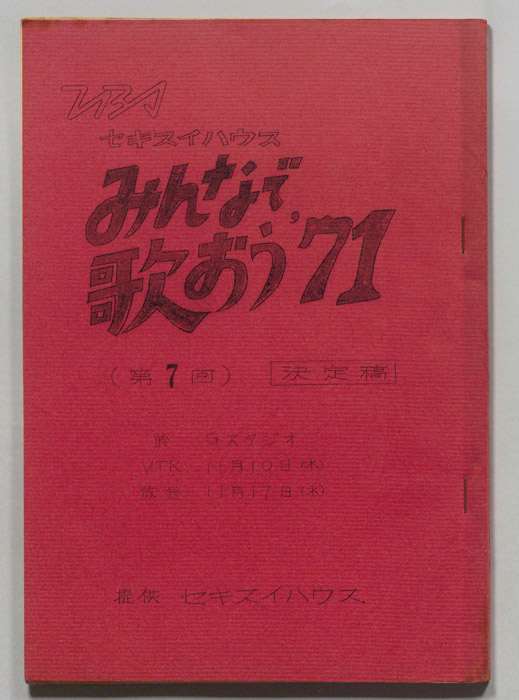 TBS
セキスイハウス
みんなで
歌おう'71
(第7回) 決定稿
於 Gスタジオ
VTR 11月10日(水)
放送 11月17日(水)
提供 セキスイハウス